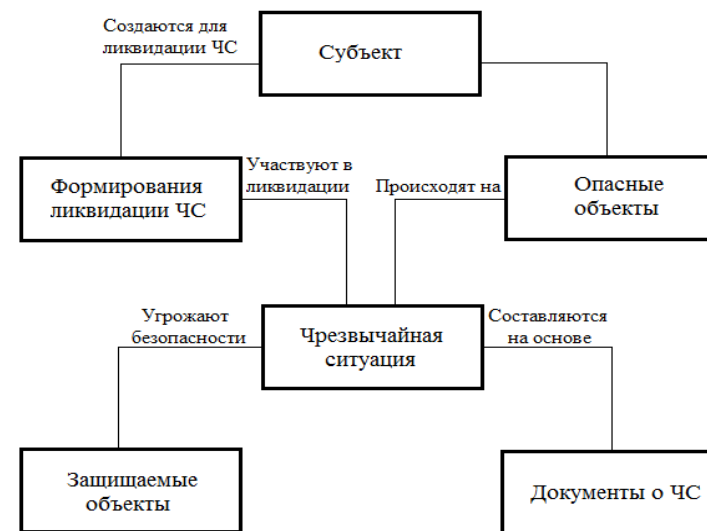 Создаются для
ликвидации ЧС
Субъект
Формирования
ликвидации ЧС
Участвуют в
ликвидации
Происходят на
Опасные
объекты
Угрожают
безопасности
Чрезвычайная
ситуация
Составляются
на основе
Защищаемые
объекты
Документы о ЧС